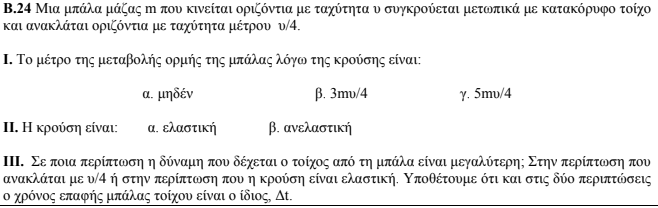 Β.24 Μια μπάλα μάζας m που κινείται οριζόντια με ταχύτητα υ συγκρούεται μετωπικά με κατακόρυφο τοίχο
και ανακλάται οριζόντια με ταχύτητα μέτρου υ/4.
Ι. Το μέτρο της μεταβολής ορμής της μπάλας λόγω της κρούσης είναι:
α. μηδέν β. 3mυ/4 γ. 5mυ/4
ΙΙ. Η κρούση είναι: α. ελαστική β. ανελαστική
ΙΙΙ. Σε ποια περίπτωση η δύναμη που δέχεται ο τοίχος από τη μπάλα είναι μεγαλύτερη; Στην περίπτωση που
ανακλάται με υ/4 ή στην περίπτωση που η κρούση είναι ελαστική. Υποθέτουμε ότι και στις δύο περιπτώσεις
ο χρόνος επαφής μπάλας τοίχου είναι ο ίδιος, Δt.